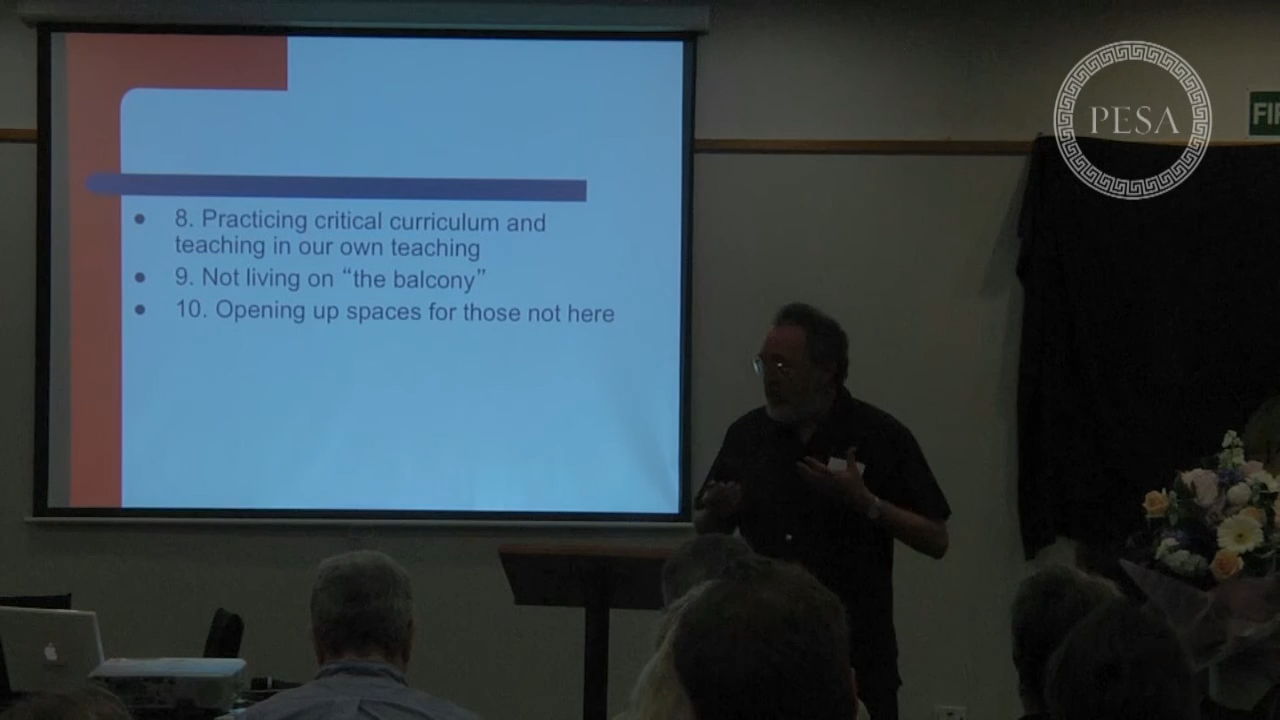 PESA
FI
8. Practicing critical curriculum and
teaching in our own teaching
9. Not living on “the balcony”
10. Opening up spaces for those not here